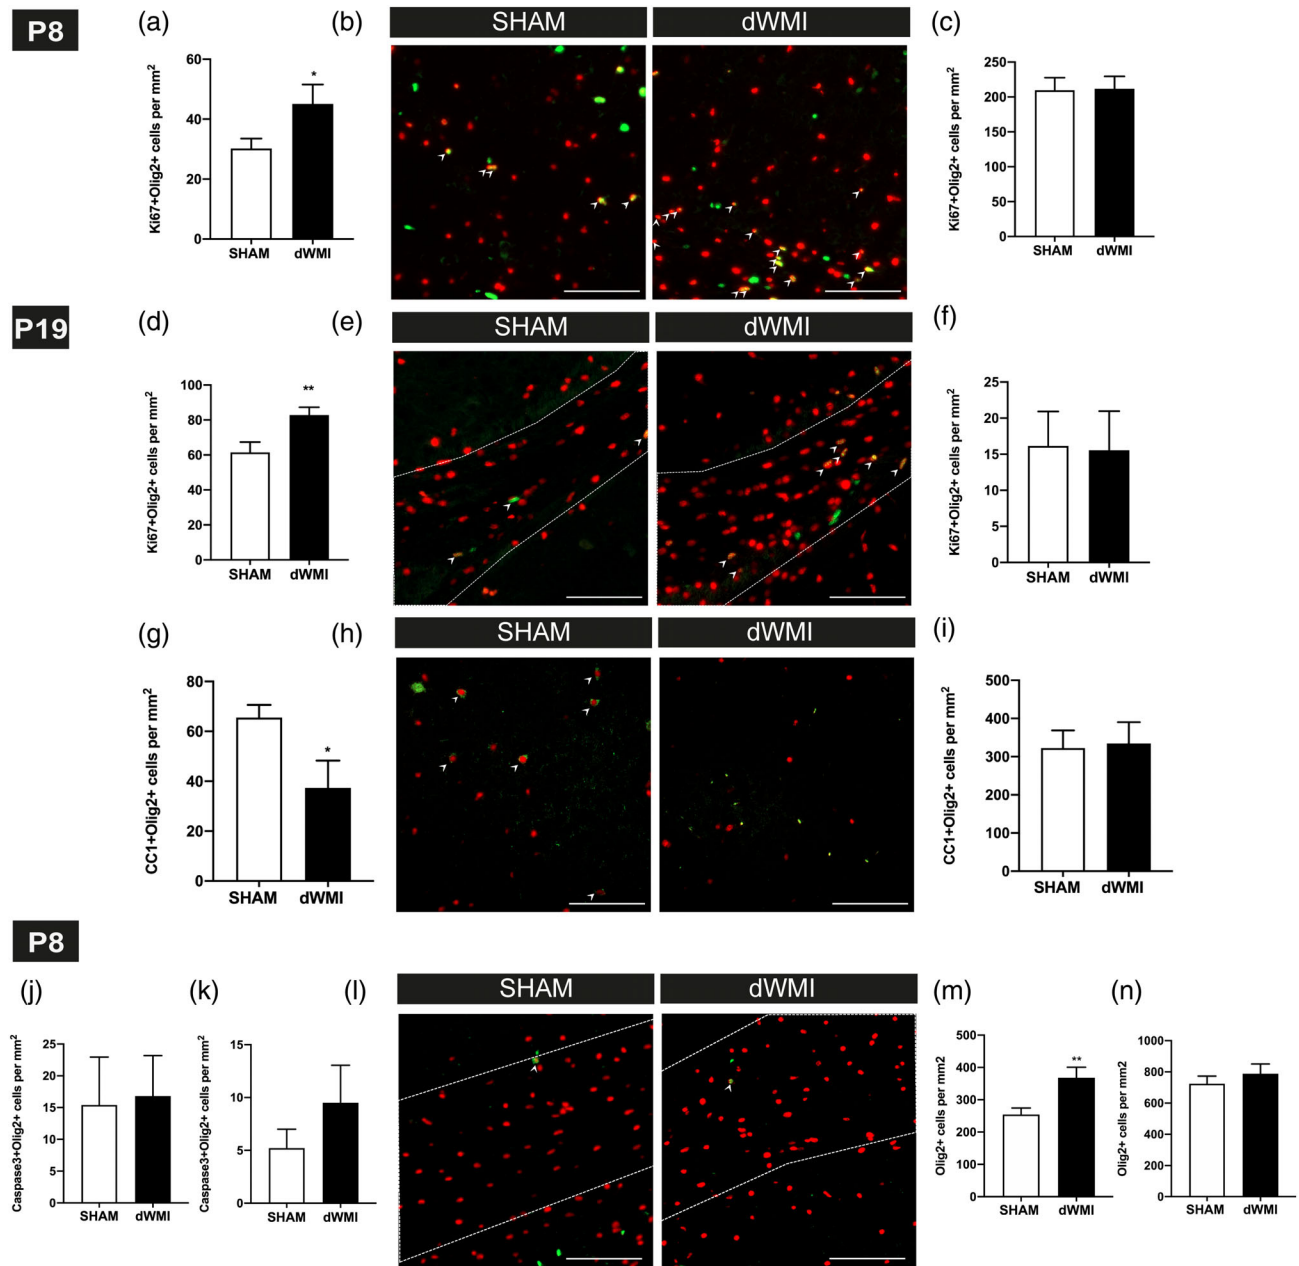 P8
(a)
(b)
SHAM
dWMI
(c)
Ki67+Olig2+ cells per mm²
60
40
20
0
*
SHAM
dWMI
Ki67+Olig2+ cells per mm²
250
200
150
100
50
0
SHAM
dWMI
P19
(d)
(e)
SHAM
dWMI
(f)
Ki67+Olig2+ cells per mm²
100
80
60
40
20
0
**
SHAM
dWMI
Ki67+Olig2+ cells per mm²
25
20
15
10
5
0
SHAM
dWMI
(g)
(h)
SHAM
dWMI
(i)
CC1+Olig2+ cells per mm²
80
60
40
20
0
*
SHAM
dWMI
CC1+Olig2+ cells per mm²
500
400
300
200
100
0
SHAM
dWMI
P8
(j)
(k)
(l)
SHAM
dWMI
(m)
(n)
Caspase3+Olig2+ cells per mm²
25
20
15
10
5
0
SHAM
dWMI
Caspase3+Olig2+ cells per mm²
15
10
5
0
SHAM
dWMI
Olig2+ cells per mm2
500
400
300
200
100
0
**
SHAM
dWMI
Olig2+ cells per mm2
1000
800
600
400
200
0
SHAM
dWMI